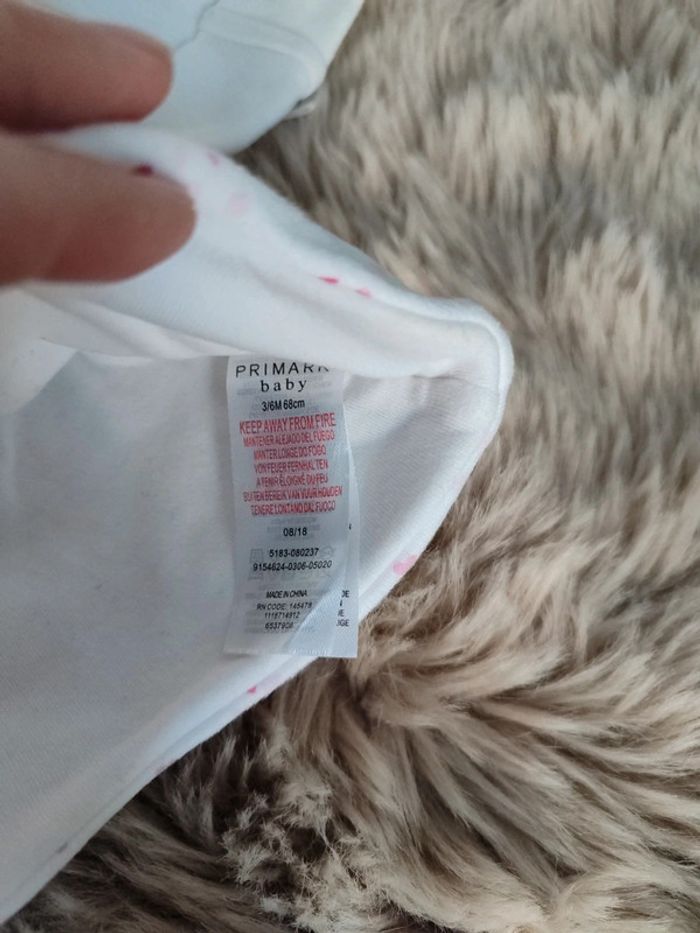 PRIMARK
baby
3/6M 68cm
KEEP AWAY FROM FIRE
MANTENER ALEJADO DEL FUEGO
MANTER LONGE DO FOGO
VON FEUER FERNHALTEN
A TENIR ÉLOIGNÉ DU FEU
BUITEN BEREIK VAN VUUR HOUDEN
TENERE LONTANO DAL FUOCO
08/18
5183-080237
9154624-0306-05020
MADE IN CHINA
RN CODE: 145478